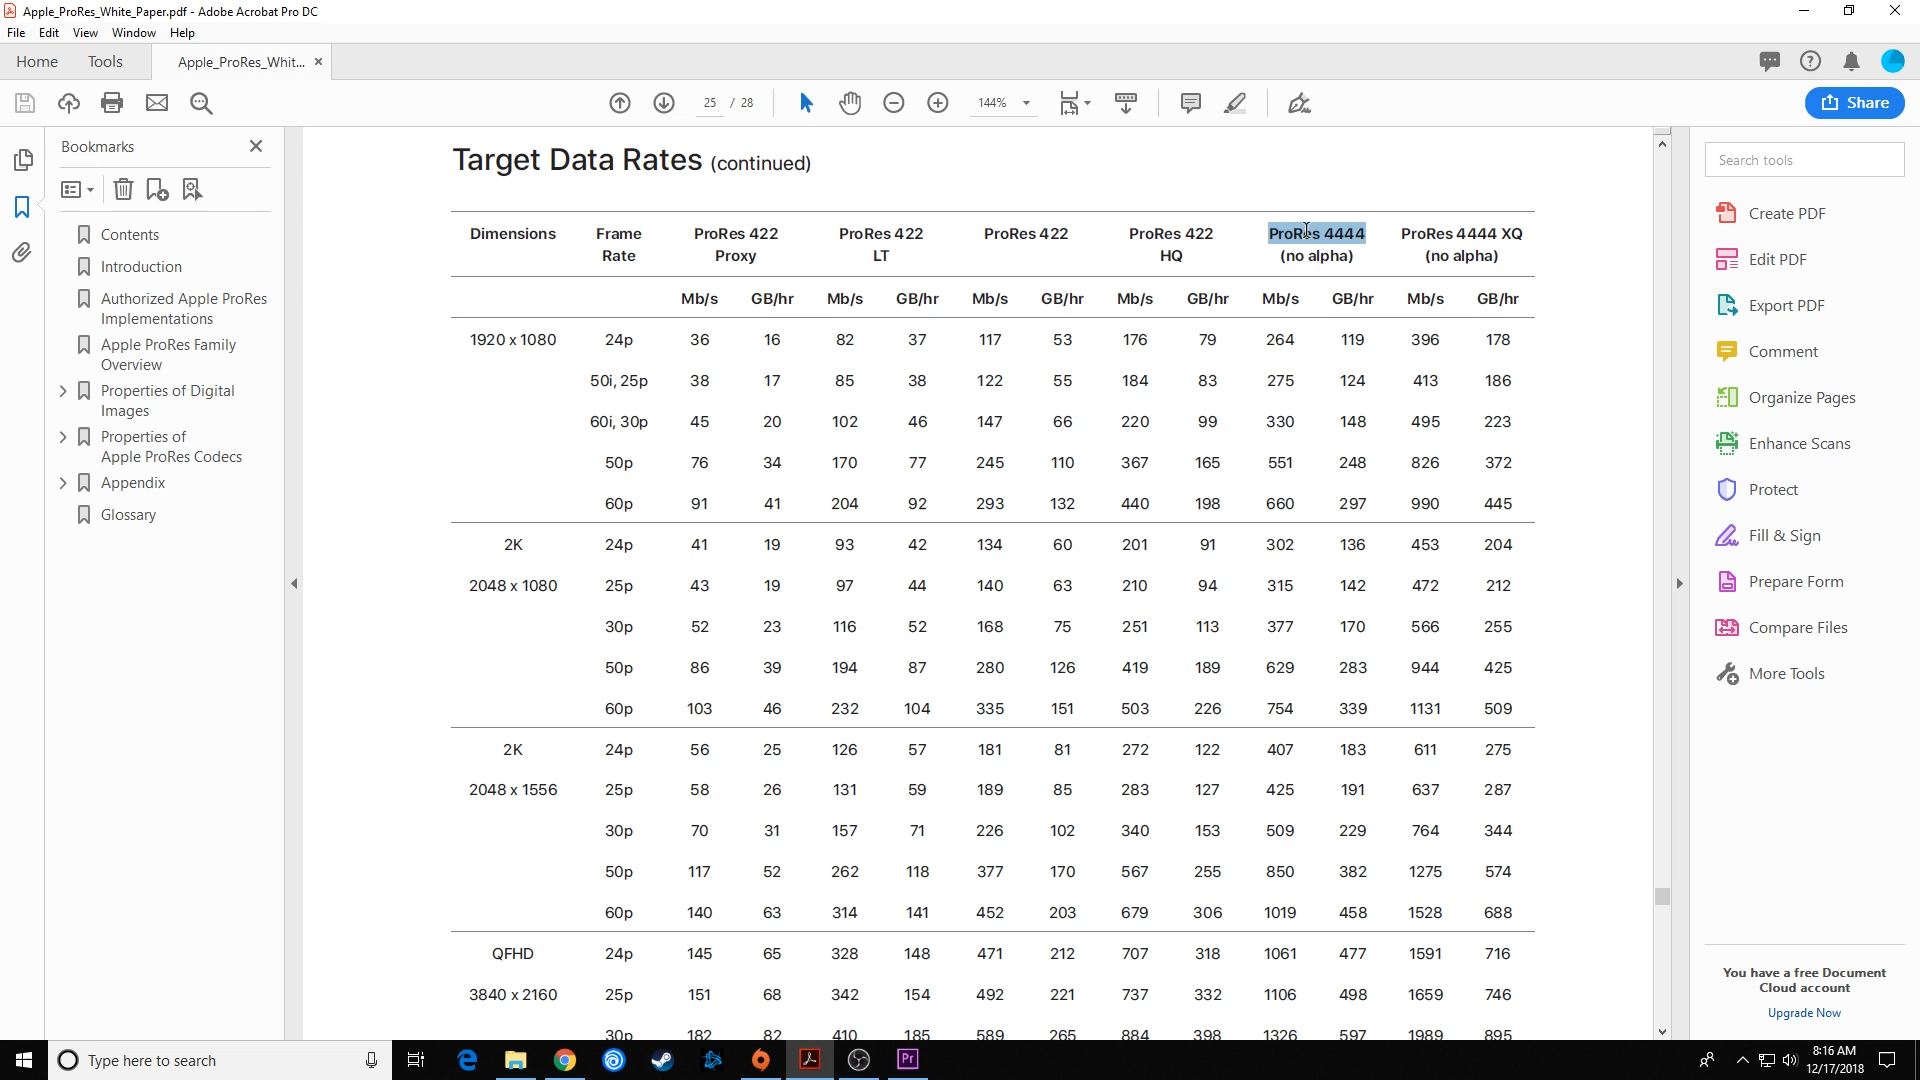 Apple_ProRes_White_Paper.pdf - Adobe Acrobat Pro DC
File Edit View Window Help
Home Tools Apple_ProRes_Whit... ×
25 / 28 144% Share
Bookmarks
Contents
Introduction
Authorized Apple ProRes
Implementations
Apple ProRes Family
Overview
Properties of Digital
Images
Properties of
Apple ProRes Codecs
Appendix
Glossary
Target Data Rates (continued)
Dimensions Frame Rate ProRes 422 Proxy ProRes 422 LT ProRes 422 ProRes 422 HQ ProRes 4444 (no alpha) ProRes 4444 XQ (no alpha)
Mb/s GB/hr Mb/s GB/hr Mb/s GB/hr Mb/s GB/hr Mb/s GB/hr Mb/s GB/hr
1920 x 1080 24p 36 16 82 37 117 53 176 79 264 119 396 178
50i, 25p 38 17 85 38 122 55 184 83 275 124 413 186
60i, 30p 45 20 102 46 147 66 220 99 330 148 495 223
50p 76 34 170 77 245 110 367 165 551 248 826 372
60p 91 41 204 92 293 132 440 198 660 297 990 445
2K 24p 41 19 93 42 134 60 201 91 302 136 453 204
2048 x 1080 25p 43 19 97 44 140 63 210 94 315 142 472 212
30p 52 23 116 52 168 75 251 113 377 170 566 255
50p 86 39 194 87 280 126 419 189 629 283 944 425
60p 103 46 232 104 335 151 503 226 754 339 1131 509
2K 24p 56 25 126 57 181 81 272 122 407 183 611 275
2048 x 1556 25p 58 26 131 59 189 85 283 127 425 191 637 287
30p 70 31 157 71 226 102 340 153 509 229 764 344
50p 117 52 262 118 377 170 567 255 850 382 1275 574
60p 140 63 314 141 452 203 679 306 1019 458 1528 688
QFHD 24p 145 65 328 148 471 212 707 318 1061 477 1591 716
3840 x 2160 25p 151 68 342 154 492 221 737 332 1106 498 1659 746
30p 182 82 410 185 589 265 884 398 1326 597 1989 895
Search tools
Create PDF
Edit PDF
Export PDF
Comment
Organize Pages
Enhance Scans
Protect
Fill & Sign
Prepare Form
Compare Files
More Tools
You have a free Document
Cloud account
Upgrade Now
Type here to search
Pr
8:16 AM
12/17/2018